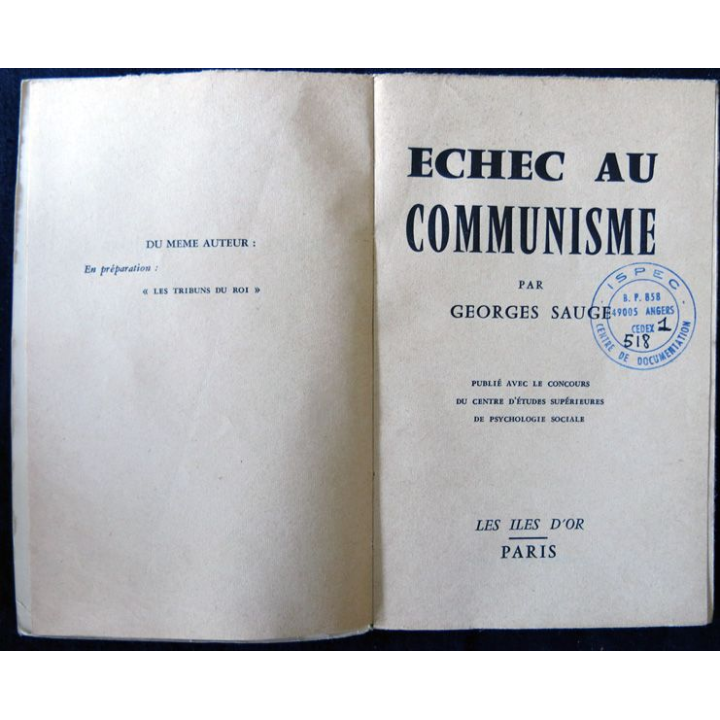 DU MEME AUTEUR :
En préparation :
« LES TRIBUNS DU ROI »
ECHEC AU
COMMUNISME
PAR
GEORGES SAUGE
PUBLIÉ AVEC LE CONCOURS
DU CENTRE D'ÉTUDES SUPÉRIEURES
DE PSYCHOLOGIE SOCIALE
LES ILES D'OR
PARIS
· ISPEC ·
B. P. 858
49005 ANGERS
CEDEX 1
518
CENTRE DE DOCUMENTATION